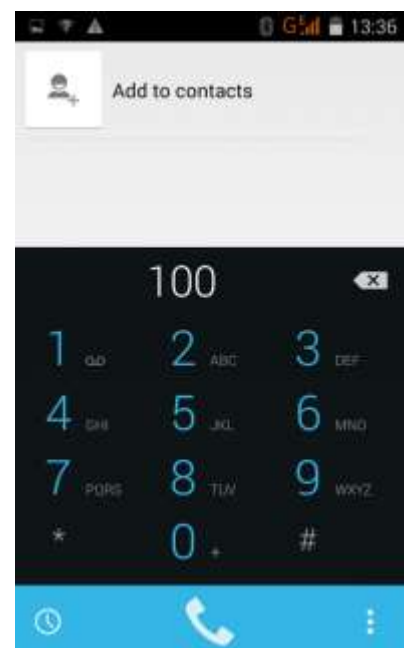 G 13:36
Add to contacts
100
1
2 ABC
3 DEF
4 GHI
5 JKL
6 MNO
7 PQRS
8 TUV
9 WXYZ
*
0 +
#